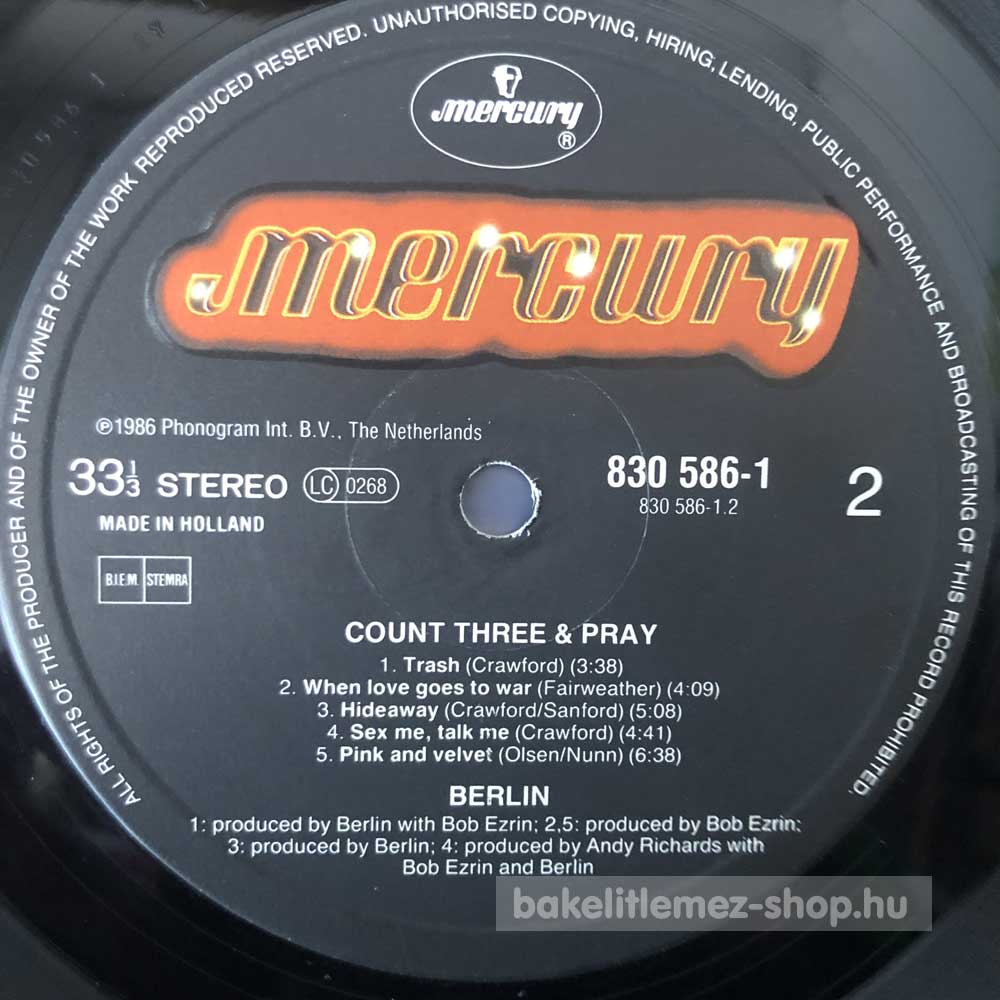 ALL RIGHTS OF THE PRODUCER AND OF THE OWNER OF THE WORK REPRODUCED RESERVED. UNAUTHORISED COPYING, HIRING, LENDING, PUBLIC PERFORMANCE AND BROADCASTING OF THIS RECORD PROHIBITED.
mercury ®
mercury
℗1986 Phonogram Int. B.V., The Netherlands
33⅓ STEREO LC 0268
830 586-1
830 586-1.2
2
MADE IN HOLLAND
B.I.E.M. STEMRA
COUNT THREE & PRAY
1. Trash (Crawford) (3:38)
2. When love goes to war (Fairweather) (4:09)
3. Hideaway (Crawford/Sanford) (5:08)
4. Sex me, talk me (Crawford) (4:41)
5. Pink and velvet (Olsen/Nunn) (6:38)
BERLIN
1: produced by Berlin with Bob Ezrin; 2,5: produced by Bob Ezrin;
3: produced by Berlin; 4: produced by Andy Richards with
Bob Ezrin and Berlin
bakelitlemez-shop.hu